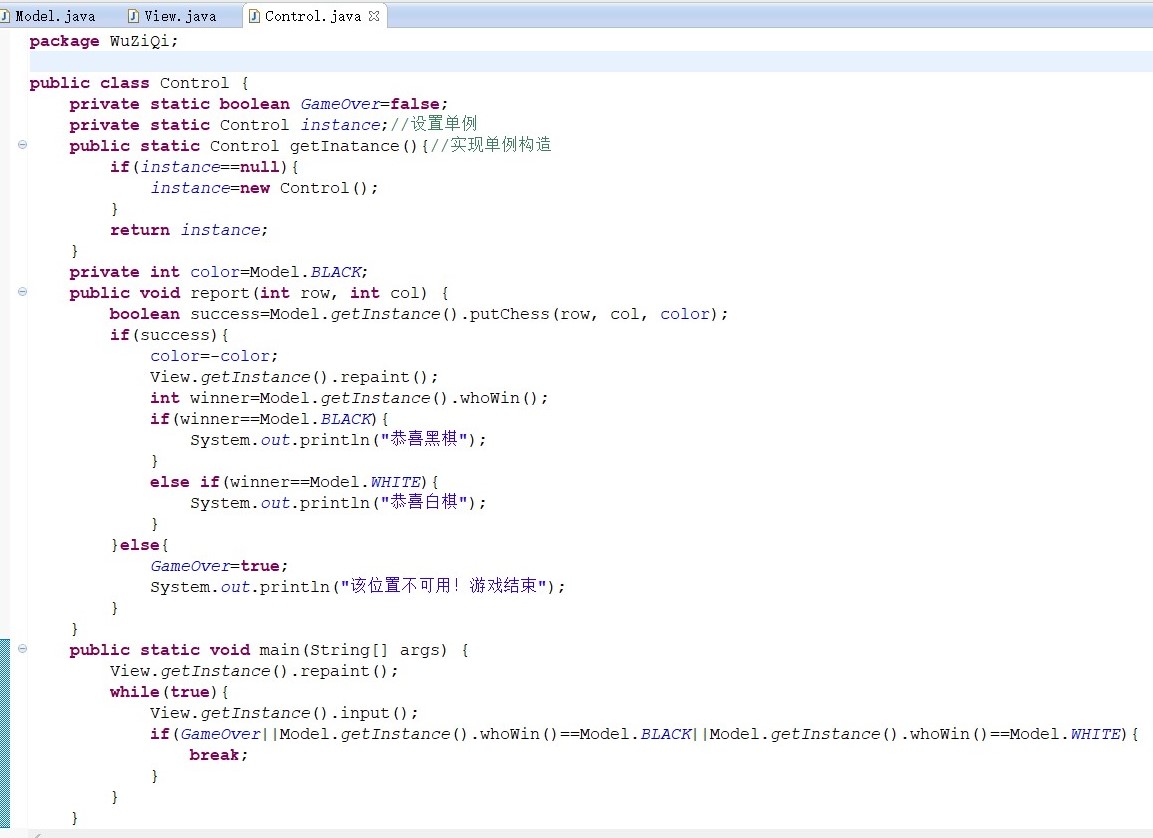 Model.java View.java Control.java
package WuZiQi;
public class Control {
private static boolean GameOver=false;
private static Control instance;//设置单例
public static Control getInatance(){//实现单例构造
if(instance==null){
instance=new Control();
}
return instance;
}
private int color=Model.BLACK;
public void report(int row, int col) {
boolean success=Model.getInstance().putChess(row, col, color);
if(success){
color=-color;
View.getInstance().repaint();
int winner=Model.getInstance().whoWin();
if(winner==Model.BLACK){
System.out.println("恭喜黑棋");
}
else if(winner==Model.WHITE){
System.out.println("恭喜白棋");
}
}else{
GameOver=true;
System.out.println("该位置不可用！游戏结束");
}
}
public static void main(String[] args) {
View.getInstance().repaint();
while(true){
View.getInstance().input();
if(GameOver||Model.getInstance().whoWin()==Model.BLACK||Model.getInstance().whoWin()==Model.WHITE){
break;
}
}
}